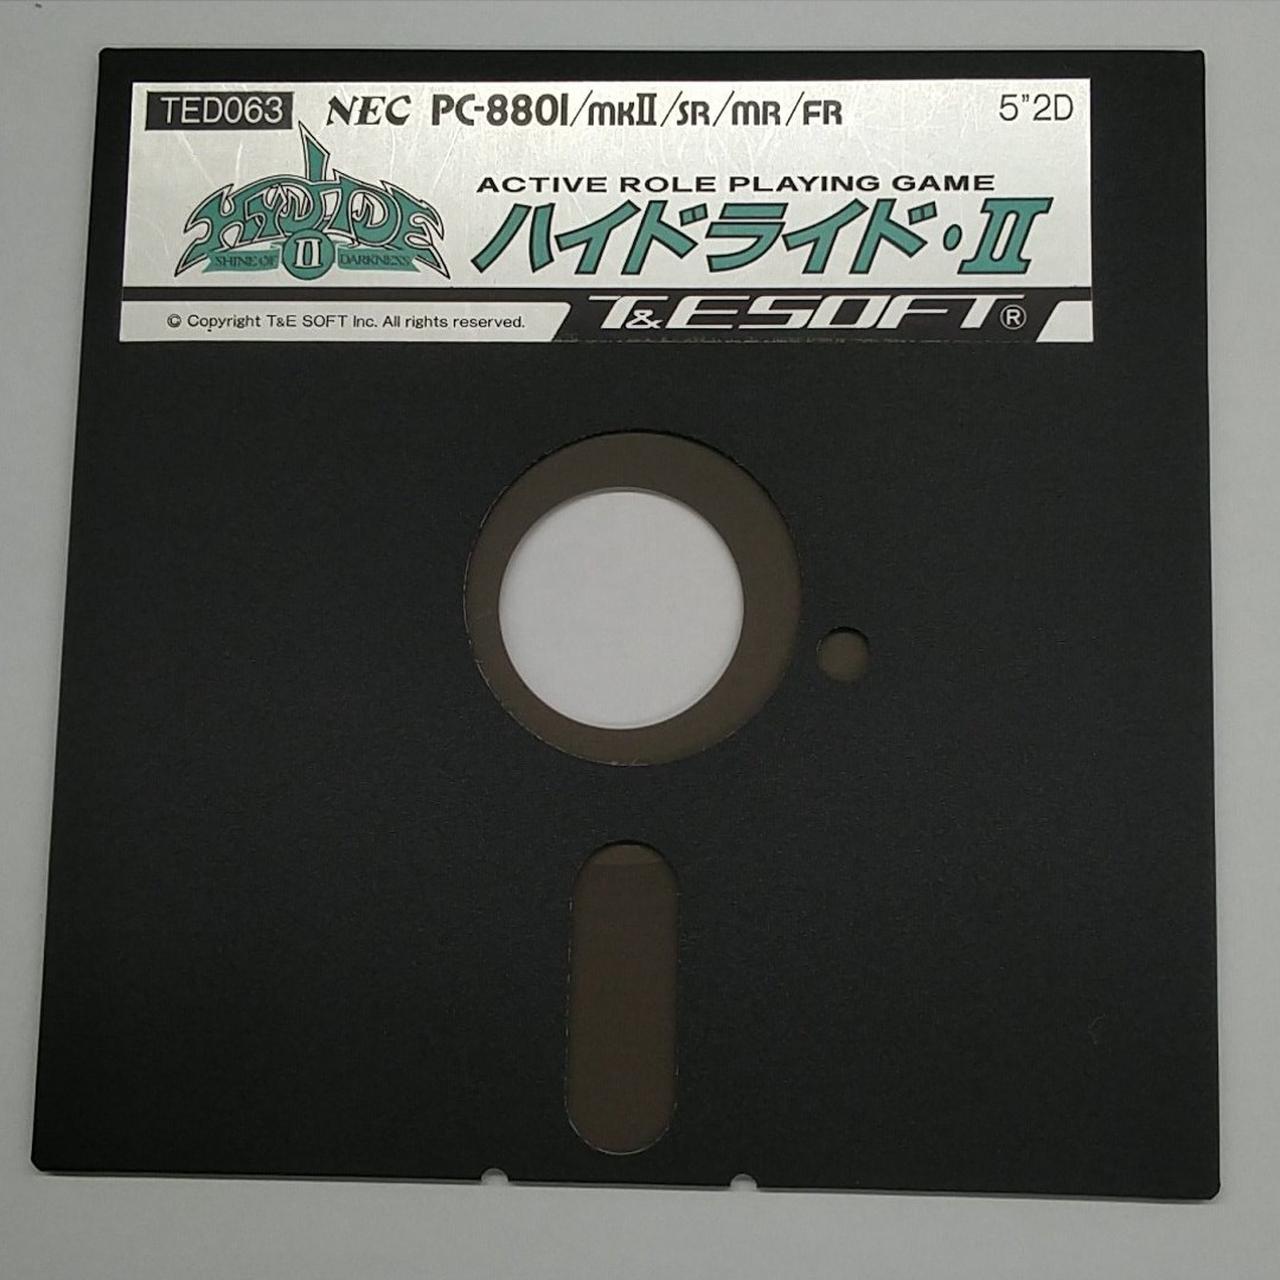 TED063 NEC PC-8801/mkII/SR/MR/FR 5"2D
HYDLIDE
II
SHINE OF DARKNESS
ACTIVE ROLE PLAYING GAME
ハイドライド・II
© Copyright T&E SOFT Inc. All rights reserved.
T&ESOFT®